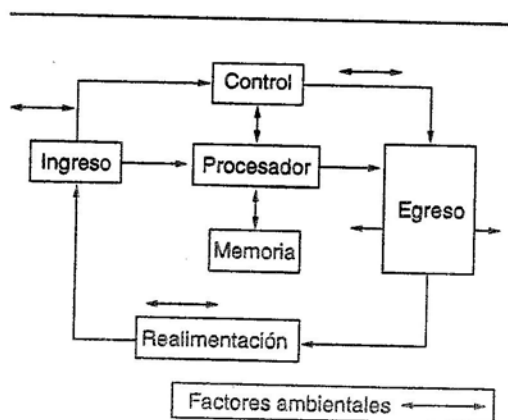 Control
Ingreso
Procesador
Egreso
Memoria
Realimentación
Factores ambientales